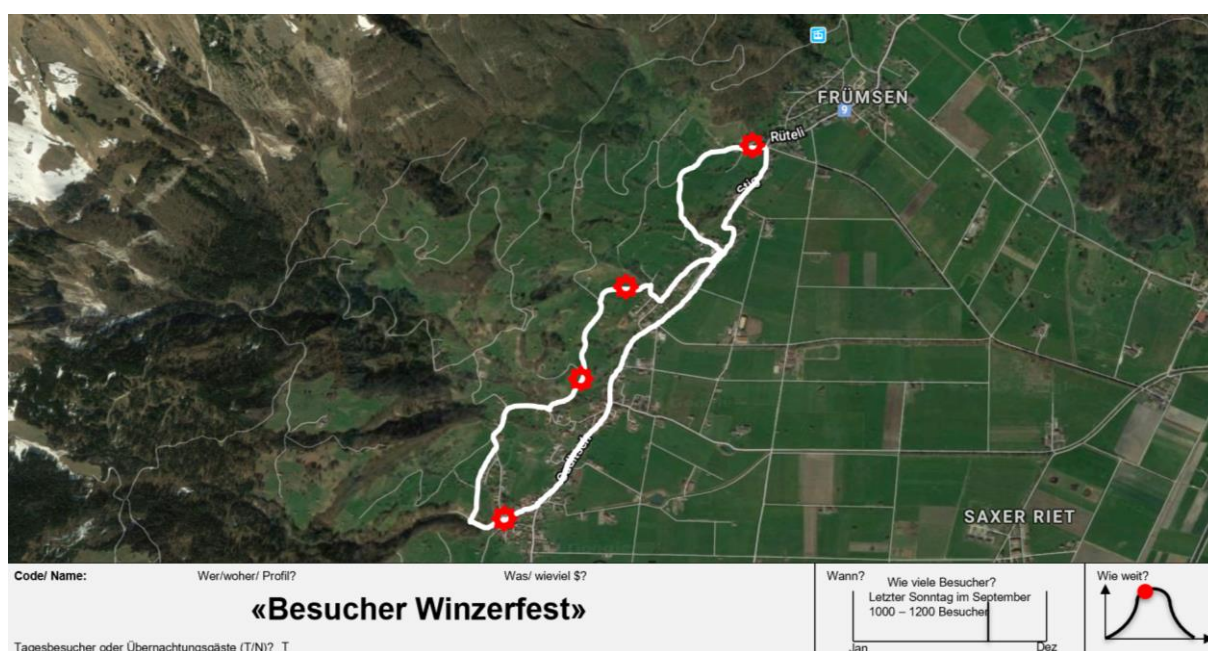 FRÜMSEN
9
Rüteli
SAXER RIET
Code/ Name:
Wer/woher/ Profil?
Was/ wieviel $?
«Besucher Winzerfest»
Tagesbesucher oder Übernachtungsgäste (T/N)? T
Wann?
Wie viele Besucher?
Letzter Sonntag im September
1000 – 1200 Besucher
Jan
Dez
Wie weit?